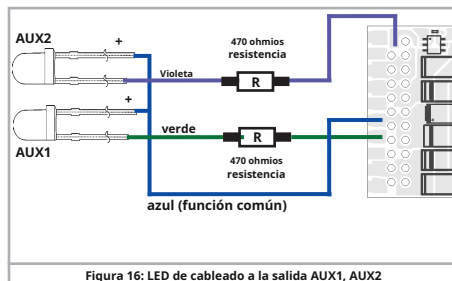 AUX2
+
470 ohmios
resistencia
Violeta
R
+
verde
R
AUX1
470 ohmios
resistencia
azul (función común)
Figura 16: LED de cableado a la salida AUX1, AUX2